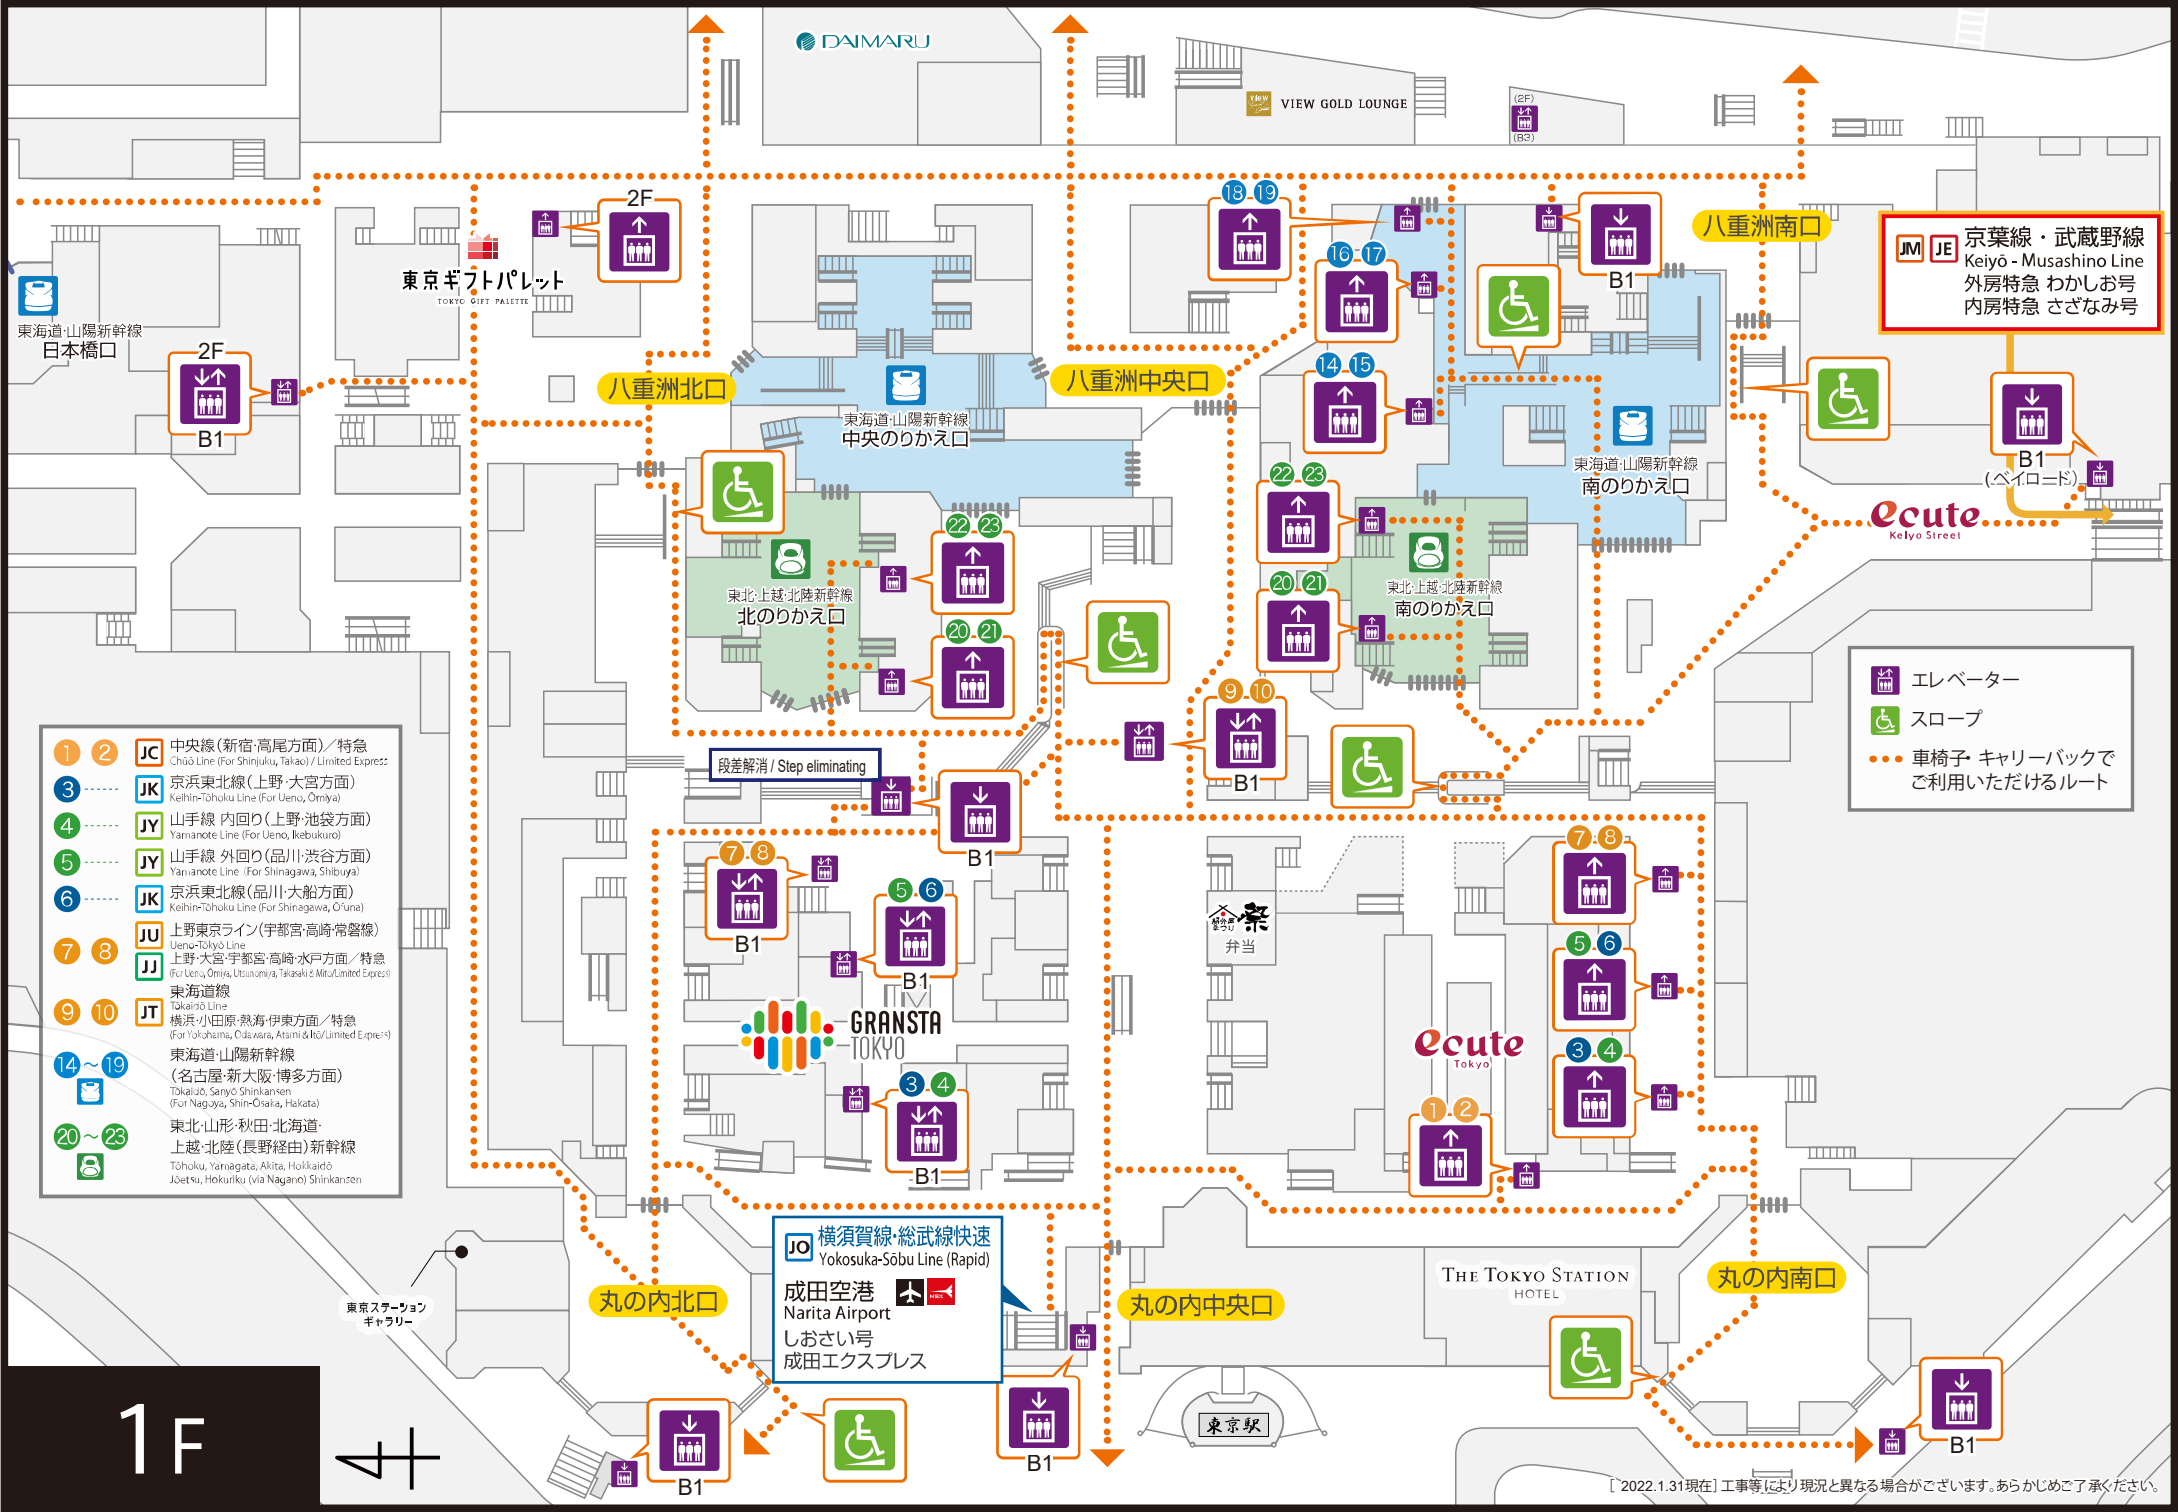 DAIMARU
VIEW GOLD LOUNGE
(2F)
(B3)
2F
東京ギフトパレット
TOKYO GIFT PALETTE
東海道・山陽新幹線
日本橋口
2F
B1
八重洲北口
東海道・山陽新幹線
中央のりかえ口
八重洲中央口
18 19
16 17
14 15
B1
八重洲南口
JM JE 京葉線・武蔵野線
Keiyō - Musashino Line
外房特急 わかしお号
内房特急 さざなみ号
B1
(ベイロード)
ecute
Keiyo Street
東海道・山陽新幹線
南のりかえ口
22 23
20 21
東北・上越・北陸新幹線
南のりかえ口
22 23
20 21
東北・上越・北陸新幹線
北のりかえ口
9 10
B1
段差解消 / Step eliminating
B1
エレベーター
スロープ
車椅子・キャリーバックで
ご利用いただけるルート
1 2 JC 中央線(新宿・高尾方面)/特急
Chūō Line (For Shinjuku, Takao) / Limited Express
3 JK 京浜東北線(上野・大宮方面)
Keihin-Tōhoku Line (For Ueno, Ōmiya)
4 JY 山手線 内回り(上野・池袋方面)
Yamanote Line (For Ueno, Ikebukuro)
5 JY 山手線 外回り(品川・渋谷方面)
Yamanote Line (For Shinagawa, Shibuya)
6 JK 京浜東北線(品川・大船方面)
Keihin-Tōhoku Line (For Shinagawa, Ōfuna)
7 8 JU 上野東京ライン(宇都宮・高崎・常磐線)
Ueno-Tōkyō Line
JJ 上野・大宮・宇都宮・高崎・水戸方面/特急
(For Ueno, Ōmiya, Utsunomiya, Takasaki & Mito/Limited Express)
9 10 JT 東海道線
Tōkaidō Line
横浜・小田原・熱海・伊東方面/特急
(For Yokohama, Odawara, Atami & Itō/Limited Express)
14~19 東海道・山陽新幹線
(名古屋・新大阪・博多方面)
Tōkaidō, Sanyō Shinkansen
(For Nagoya, Shin-Ōsaka, Hakata)
20~23 東北・山形・秋田・北海道・
上越・北陸(長野経由)新幹線
Tōhoku, Yamagata, Akita, Hokkaidō
Jōetsu, Hokuriku (via Nagano) Shinkansen
7 8
B1
5 6
B1
GRANSTA
TOKYO
3 4
B1
駅弁屋
まつり
祭
弁当
7 8
5 6
3 4
1 2
ecute
Tokyo
東京ステーション
ギャラリー
丸の内北口
JO 横須賀線・総武線快速
Yokosuka-Sōbu Line (Rapid)
成田空港 NEX
Narita Airport
しおさい号
成田エクスプレス
丸の内中央口
THE TOKYO STATION
HOTEL
丸の内南口
B1
B1
B1
東京駅
1F
[ 2022.1.31現在 ] 工事等により現況と異なる場合がございます。あらかじめご了承ください。